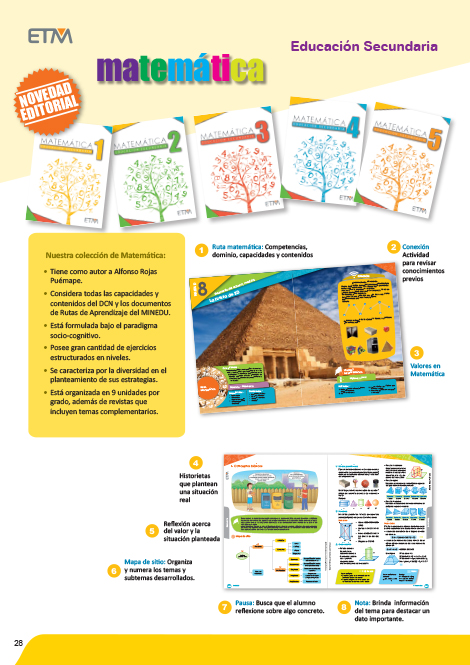 ETM
Educación Secundaria
matemática
NOVEDAD
EDITORIAL
MATEMÁTICA 1
MATEMÁTICA 2
MATEMÁTICA 3
MATEMÁTICA 4
MATEMÁTICA 5
ETM
ETM
ETM
ETM
ETM
Nuestra colección de Matemática:
• Tiene como autor a Alfonso Rojas
Puémape.
• Considera todas las capacidades y
contenidos del DCN y los documentos
de Rutas de Aprendizaje del MINEDU.
• Está formulada bajo el paradigma
socio-cognitivo.
• Posee gran cantidad de ejercicios
estructurados en niveles.
• Se caracteriza por la diversidad en el
planteamiento de sus estrategias.
• Está organizada en 9 unidades por
grado, además de revistas que
incluyen temas complementarios.
1 Ruta matemática: Competencias,
dominio, capacidades y contenidos
2 Conexión
Actividad
para revisar
conocimientos
previos
8
3
Valores en
Matemática
4
Historietas
que plantean
una situación
real
5 Reflexión acerca
del valor y la
situación planteada
6 Mapa de sitio: Organiza
y numera los temas y
subtemas desarrollados.
7 Pausa: Busca que el alumno
reflexione sobre algo concreto.
8 Nota: Brinda información
del tema para destacar un
dato importante.
28